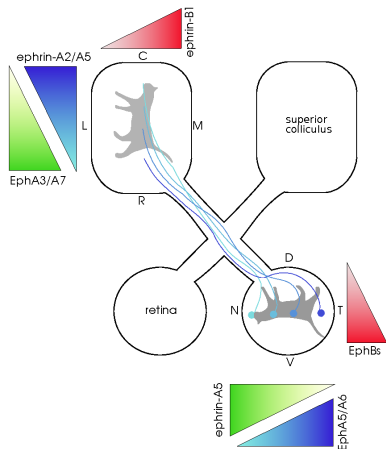 ephrin-B1
ephrin-A2/A5
C
L
M
superior
colliculus
EphA3/A7
R
D
retina
N
T
EphBs
V
ephrin-A5
EphA5/A6